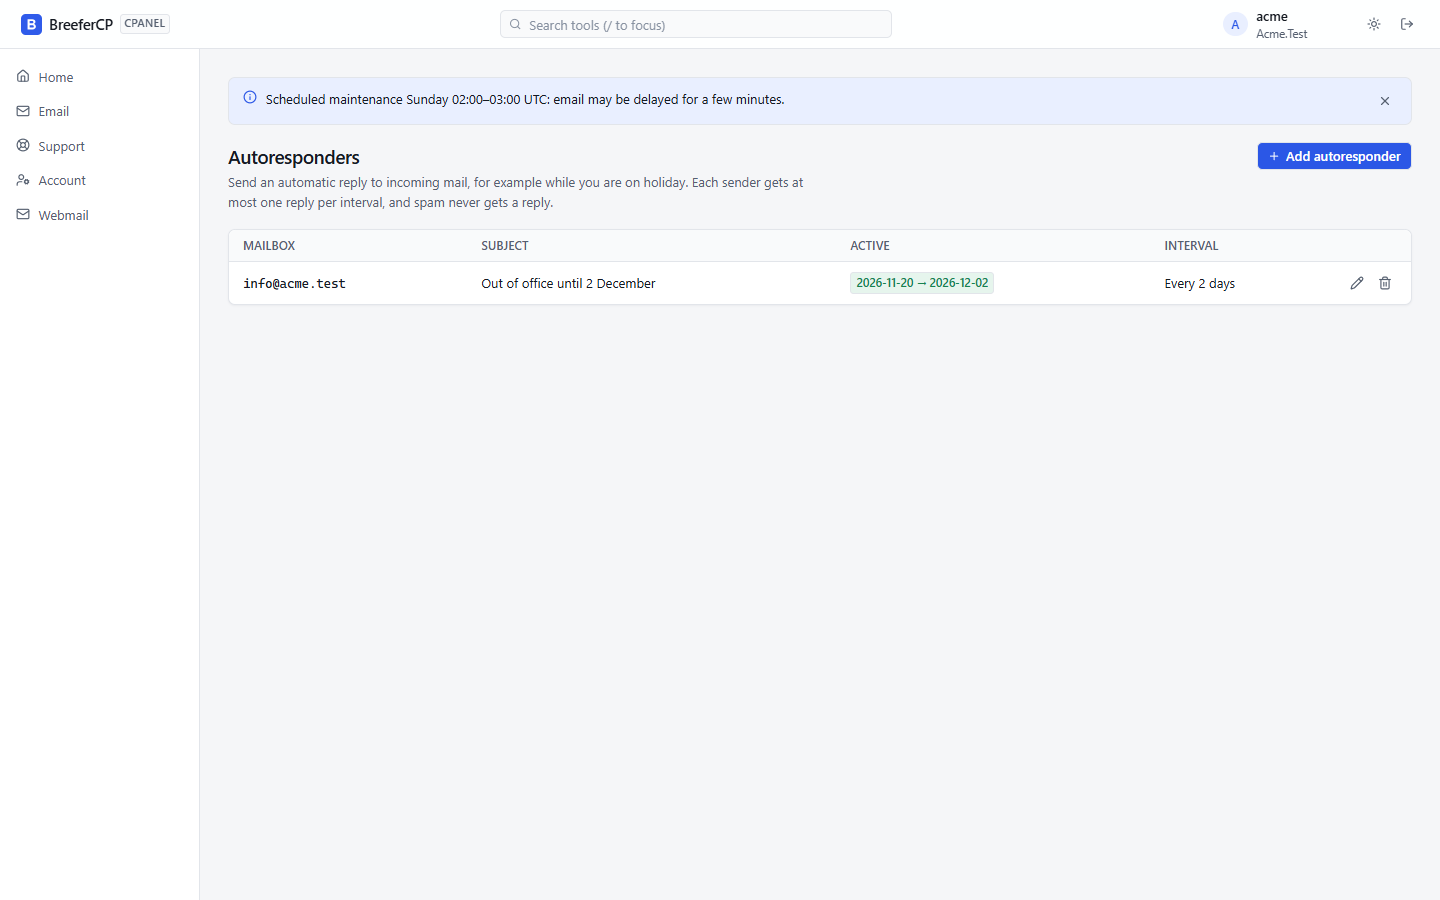 B BreeferCP CPANEL
Search tools (/ to focus)
A acme
Acme.Test
Home
Email
Support
Account
Webmail
Scheduled maintenance Sunday 02:00–03:00 UTC: email may be delayed for a few minutes.
Autoresponders
Add autoresponder
Send an automatic reply to incoming mail, for example while you are on holiday. Each sender gets at
most one reply per interval, and spam never gets a reply.
MAILBOX SUBJECT ACTIVE INTERVAL
info@acme.test Out of office until 2 December 2026-11-20 → 2026-12-02 Every 2 days